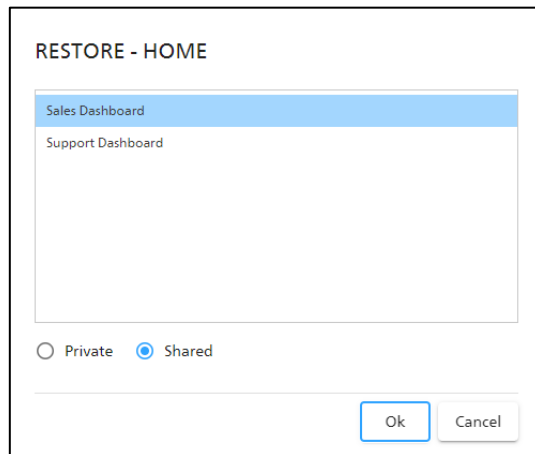 RESTORE - HOME
Sales Dashboard
Support Dashboard
Private Shared
Ok Cancel